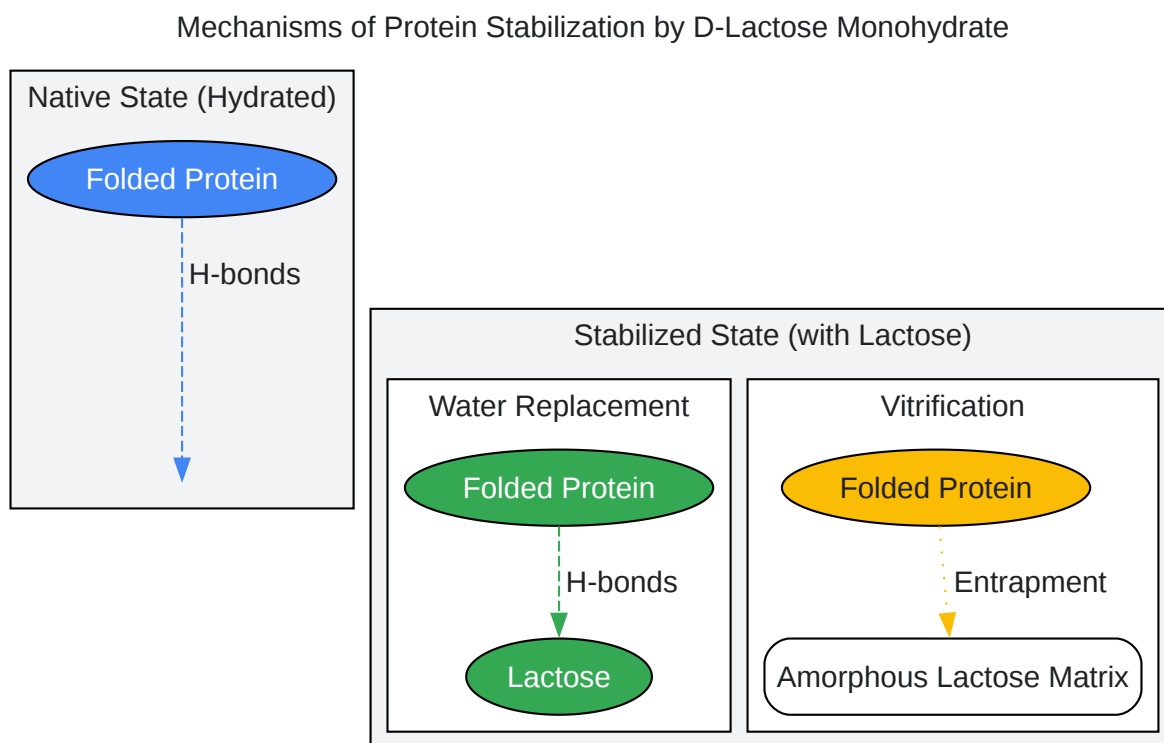 Mechanisms of Protein Stabilization by D-Lactose Monohydrate
Native State (Hydrated)
Folded Protein
H-bonds
Stabilized State (with Lactose)
Water Replacement
Folded Protein
H-bonds
Lactose
Vitrification
Folded Protein
Entrapment
Amorphous Lactose Matrix